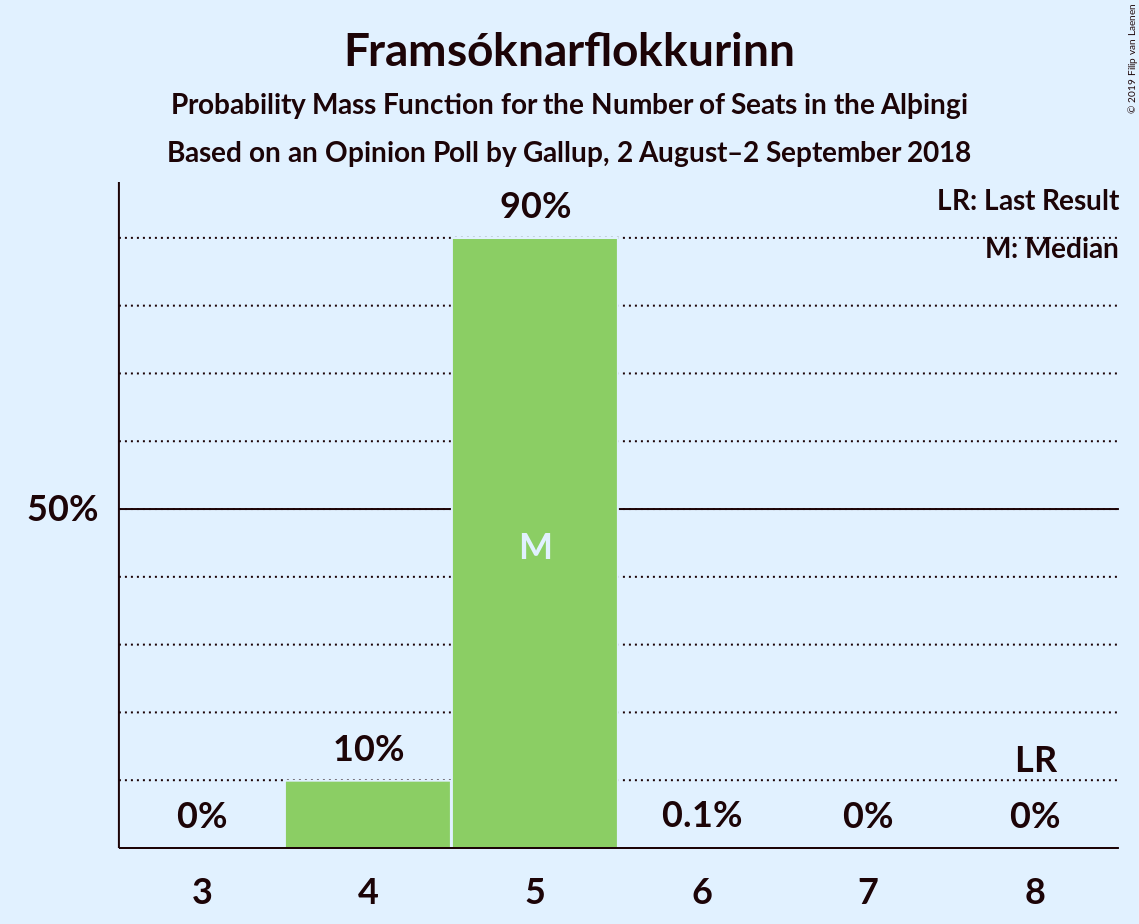 Framsóknarflokkurinn
Probability Mass Function for the Number of Seats in the Alþingi
Based on an Opinion Poll by Gallup, 2 August–2 September 2018
© 2019 Filip van Laenen
LR: Last Result
M: Median
90%
50%
M
10%
LR
0%
0.1%
0%
0%
3
4
5
6
7
8